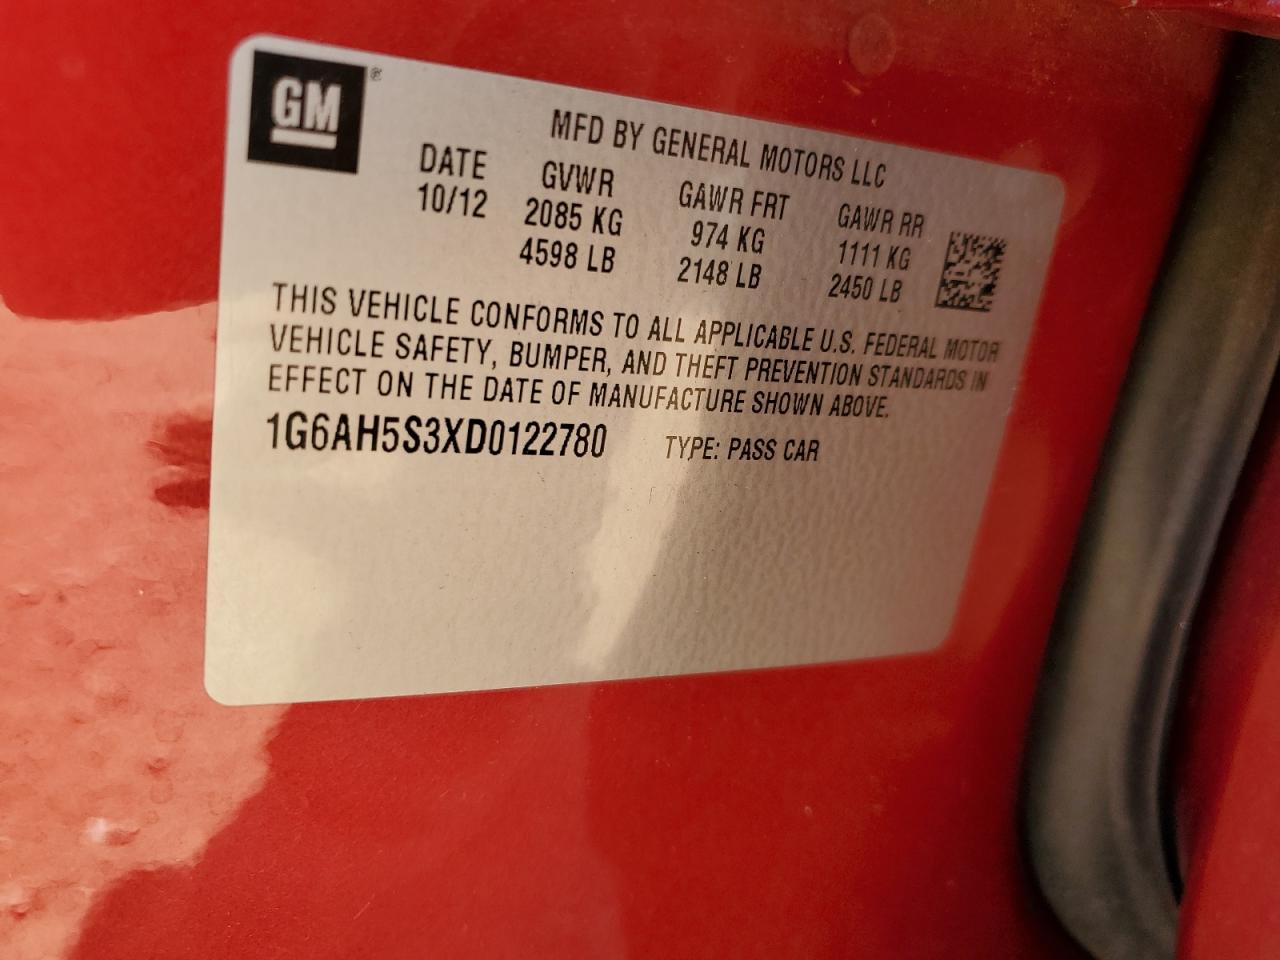 GM®
MFD BY GENERAL MOTORS LLC
DATE GVWR GAWR FRT GAWR RR
10/12 2085 KG 974 KG 1111 KG
4598 LB 2148 LB 2450 LB
THIS VEHICLE CONFORMS TO ALL APPLICABLE U.S. FEDERAL MOTOR
VEHICLE SAFETY, BUMPER, AND THEFT PREVENTION STANDARDS IN
EFFECT ON THE DATE OF MANUFACTURE SHOWN ABOVE.
1G6AH5S3XD0122780 TYPE: PASS CAR